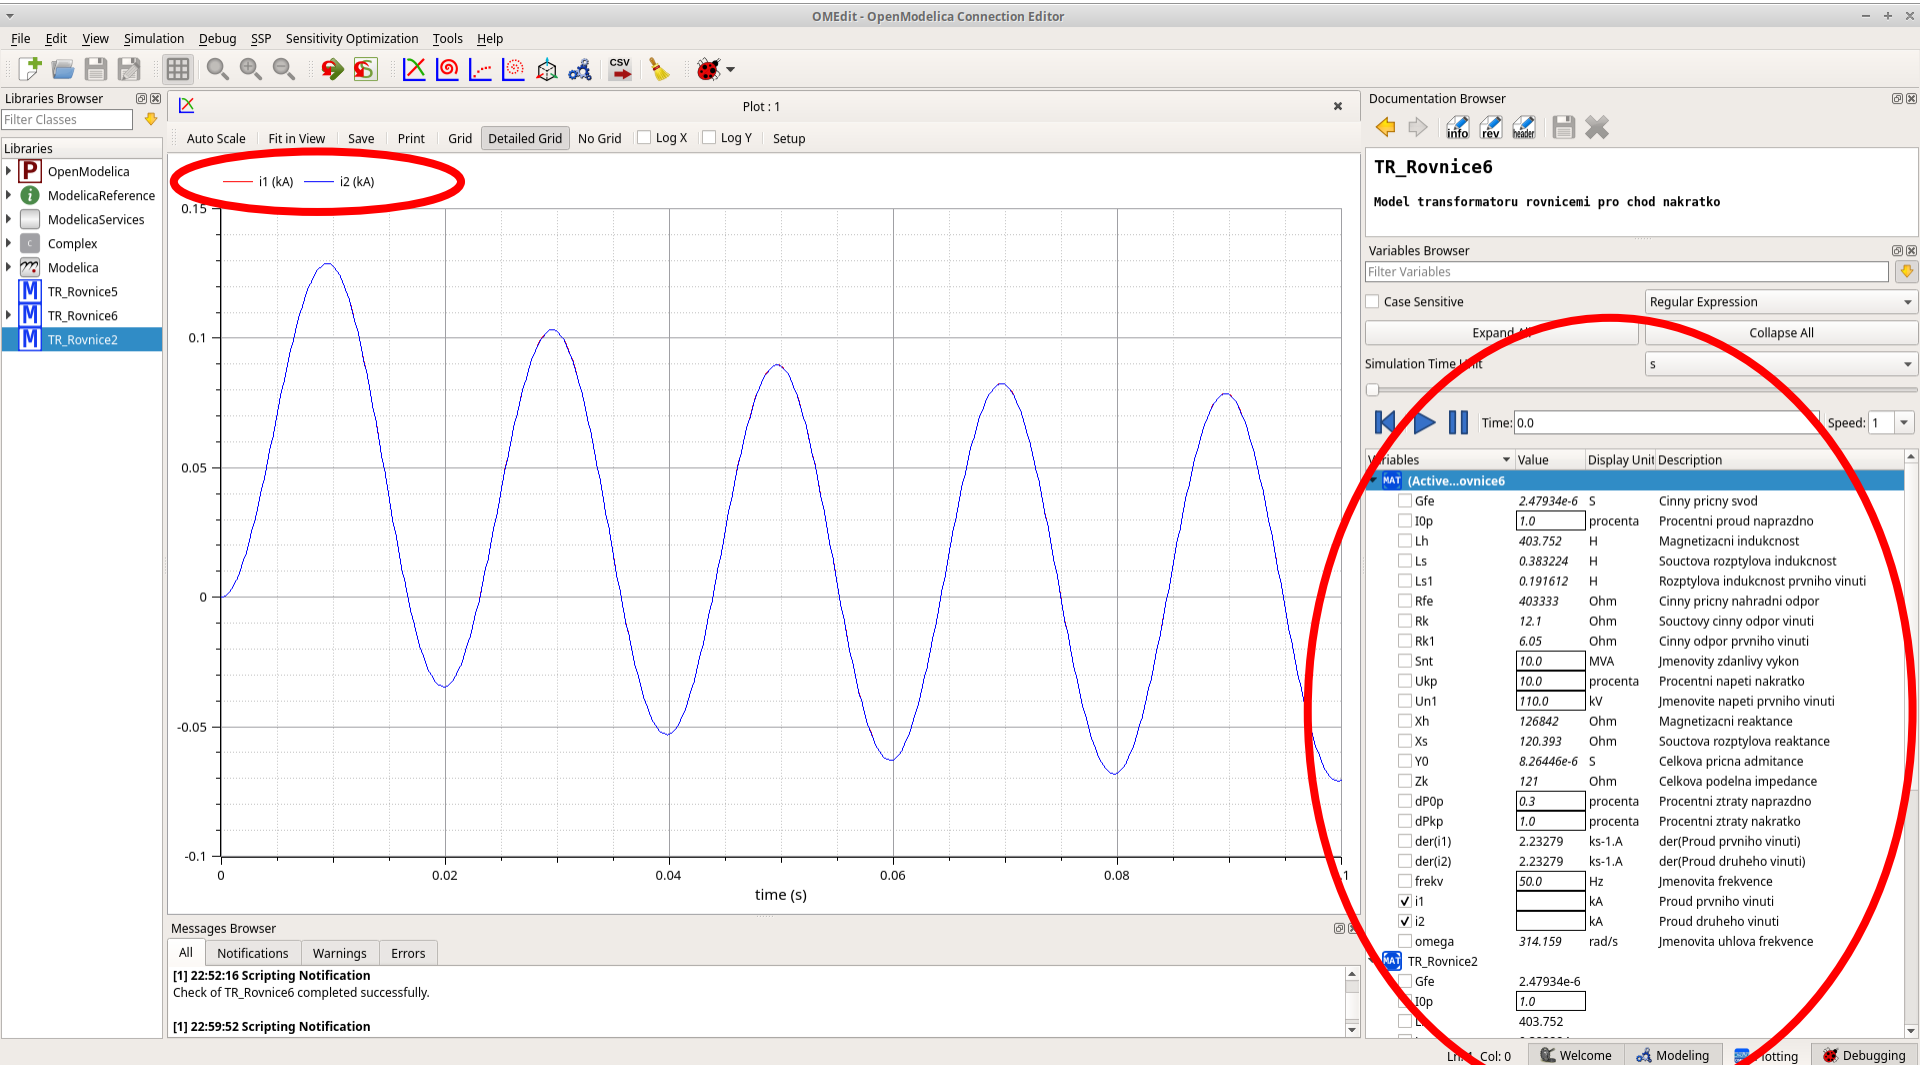 OMEdit - OpenModelica Connection Editor
File Edit View Simulation Debug SSP Sensitivity Optimization Tools Help
CSV
Libraries Browser
Filter Classes
Libraries
P OpenModelica
i ModelicaReference
ModelicaServices
C Complex
Modelica
M TR_Rovnice5
M TR_Rovnice6
M TR_Rovnice2
Plot : 1
Auto Scale Fit in View Save Print Grid Detailed Grid No Grid Log X Log Y Setup
i1 (kA) i2 (kA)
0.15
0.1
0.05
0
-0.05
-0.1
0 0.02 0.04 0.06 0.08 1
time (s)
Messages Browser
All Notifications Warnings Errors
[1] 22:52:16 Scripting Notification
Check of TR_Rovnice6 completed successfully.
[1] 22:59:52 Scripting Notification
Documentation Browser
info rev header
TR_Rovnice6
Model transformatoru rovnicemi pro chod nakratko
Variables Browser
Filter Variables
Case Sensitive Regular Expression
Expand All Collapse All
Simulation Time Unit s
Time: 0.0 Speed: 1
Variables Value Display Unit Description
MAT (Active...ovnice6
Gfe 2.47934e-6 S Cinny pricny svod
I0p 1.0 procenta Procentni proud naprazdno
Lh 403.752 H Magnetizacni indukcnost
Ls 0.383224 H Souctova rozptylova indukcnost
Ls1 0.191612 H Rozptylova indukcnost prvniho vinuti
Rfe 403333 Ohm Cinny pricny nahradni odpor
Rk 12.1 Ohm Souctovy cinny odpor vinuti
Rk1 6.05 Ohm Cinny odpor prvniho vinuti
Snt 10.0 MVA Jmenovity zdanlivy vykon
Ukp 10.0 procenta Procentni napeti nakratko
Un1 110.0 kV Jmenovite napeti prvniho vinuti
Xh 126842 Ohm Magnetizacni reaktance
Xs 120.393 Ohm Souctova rozptylova reaktance
Y0 8.26446e-6 S Celkova pricna admitance
Zk 121 Ohm Celkova podelna impedance
dP0p 0.3 procenta Procentni ztraty naprazdno
dPkp 1.0 procenta Procentni ztraty nakratko
der(i1) 2.23279 ks-1.A der(Proud prvniho vinuti)
der(i2) 2.23279 ks-1.A der(Proud druheho vinuti)
frekv 50.0 Hz Jmenovita frekvence
i1 kA Proud prvniho vinuti
i2 kA Proud druheho vinuti
omega 314.159 rad/s Jmenovita uhlova frekvence
MAT TR_Rovnice2
Gfe 2.47934e-6
I0p 1.0
403.752
Col: 0 Welcome Modeling Plotting Debugging